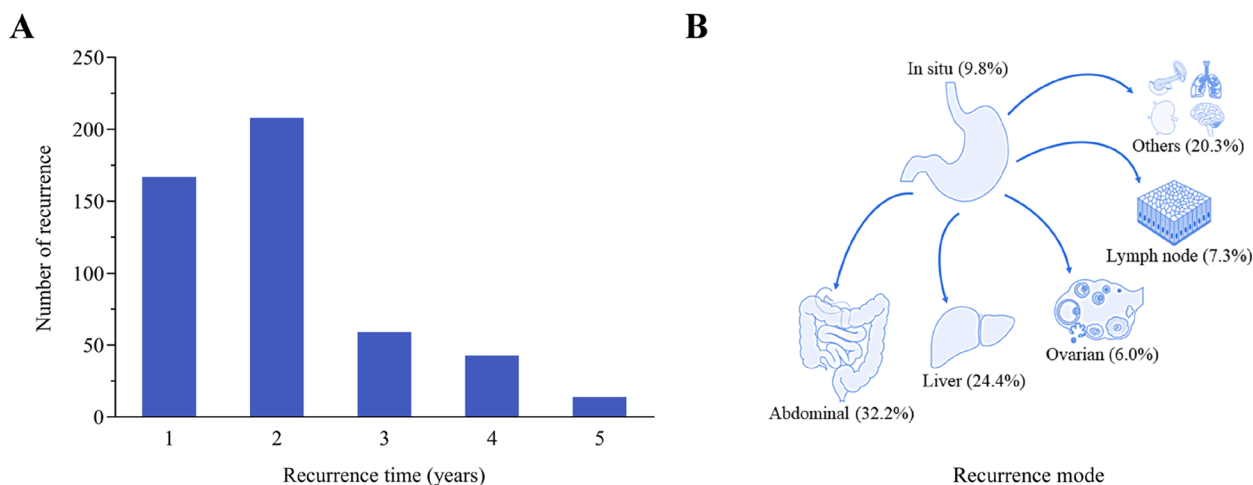 A
250
200
150
100
50
0
Number of recurrence
1 2 3 4 5
Recurrence time (years)
B
In situ (9.8%)
Others (20.3%)
Lymph node (7.3%)
Ovarian (6.0%)
Liver (24.4%)
Abdominal (32.2%)
Recurrence mode